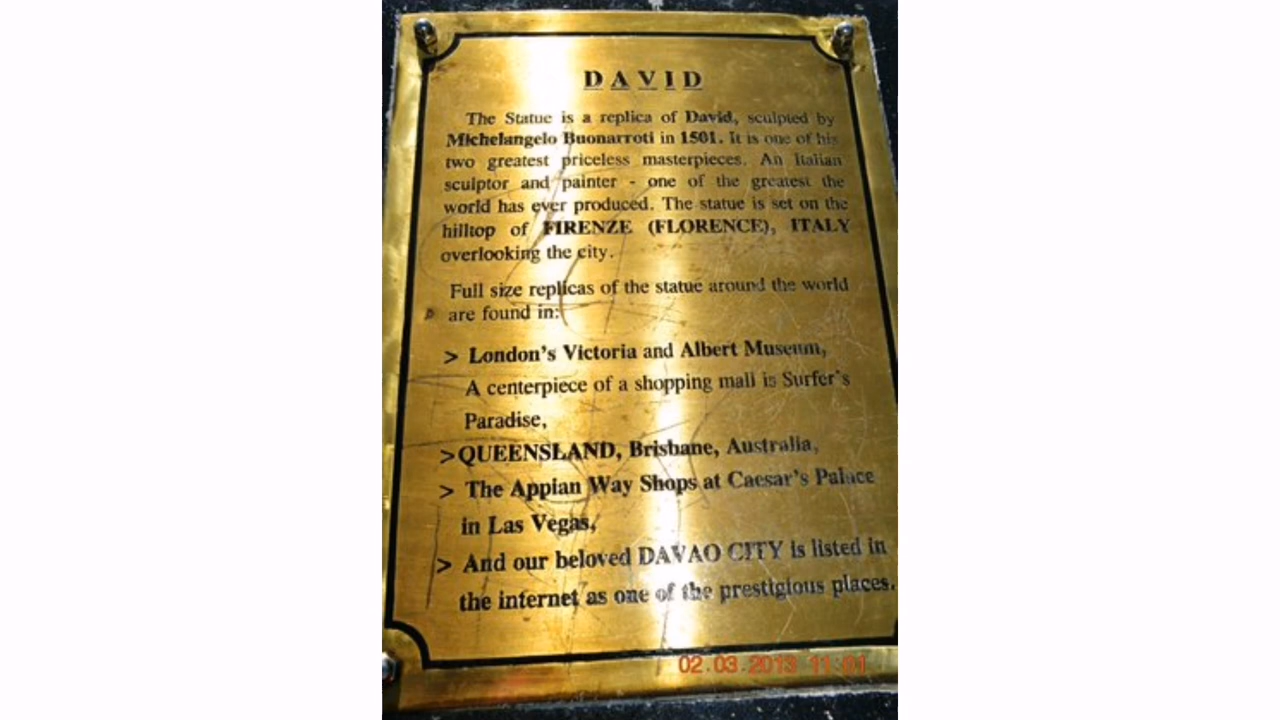 DAVID
The Statue is a replica of David, sculpted by
Michelangelo Buonarroti in 1501. It is one of his
two greatest priceless masterpieces. An Italian
sculptor and painter - one of the greatest the
world has ever produced. The statue is set on the
hilltop of FIRENZE (FLORENCE), ITALY
overlooking the city.
Full size replicas of the statue around the world
are found in:
> London's Victoria and Albert Museum,
A centerpiece of a shopping mall is Surfer's
Paradise,
>QUEENSLAND, Brisbane, Australia,
> The Appian Way Shops at Caesar's Palace
in Las Vegas,
> And our beloved DAVAO CITY is listed in
the internet as one of the prestigious places.
02.03.2013 11:01